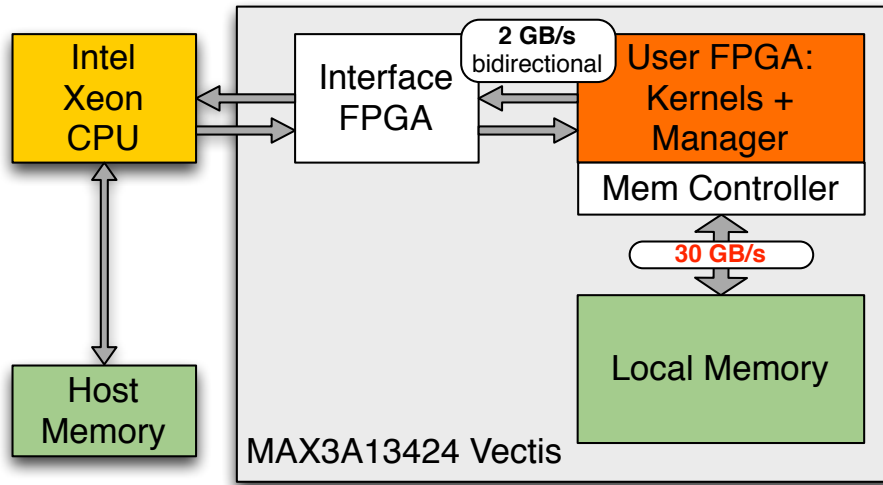 Intel
Xeon
CPU
Host
Memory
Interface
FPGA
2 GB/s
bidirectional
User FPGA:
Kernels +
Manager
Mem Controller
30 GB/s
Local Memory
MAX3A13424 Vectis